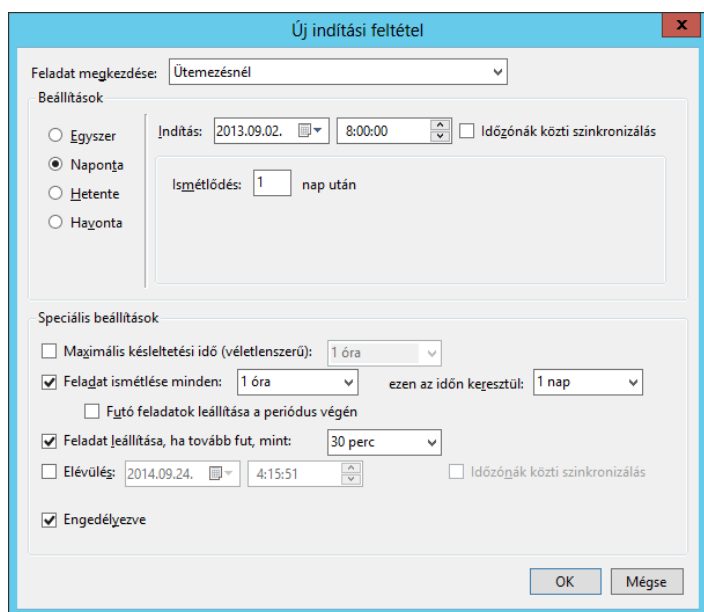 Új indítási feltétel
x
Feladat megkezdése: Ütemezésnél
Beállítások
Egyszer
Naponta
Hetente
Havonta
Indítás: 2013.09.02. 8:00:00 Időzónák közti szinkronizálás
Ismétlődés: 1 nap után
Speciális beállítások
Maximális késleltetési idő (véletlenszerű): 1 óra
Feladat ismétlése minden: 1 óra ezen az időn keresztül: 1 nap
Futó feladatok leállítása a periódus végén
Feladat leállítása, ha tovább fut, mint: 30 perc
Elévülés: 2014.09.24. 4:15:51 Időzónák közti szinkronizálás
Engedélyezve
OK Mégse